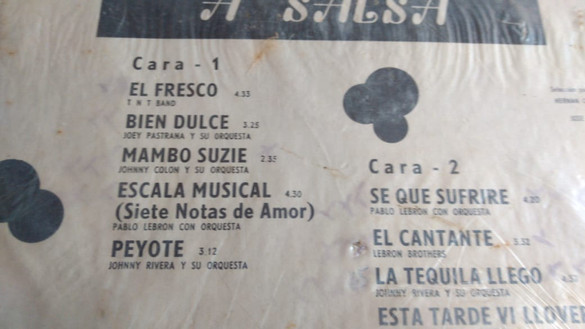 A SALSA
Cara - 1
EL FRESCO 4.33
T N T BAND
BIEN DULCE 3.25
JOEY PASTRANA Y SU ORQUESTA
MAMBO SUZIE 2.35
JOHNNY COLON Y SU ORQUESTA
ESCALA MUSICAL 4.30
(Siete Notas de Amor)
PABLO LEBRON CON ORQUESTA
PEYOTE 3.12
JOHNNY RIVERA Y SU ORQUESTA
Cara - 2
SE QUE SUFRIRE
PABLO LEBRON CON ORQUESTA
EL CANTANTE
LEBRON BROTHERS
LA TEQUILA LLEGO
JOHNNY RIVERA Y SU ORQUESTA
ESTA TARDE VI